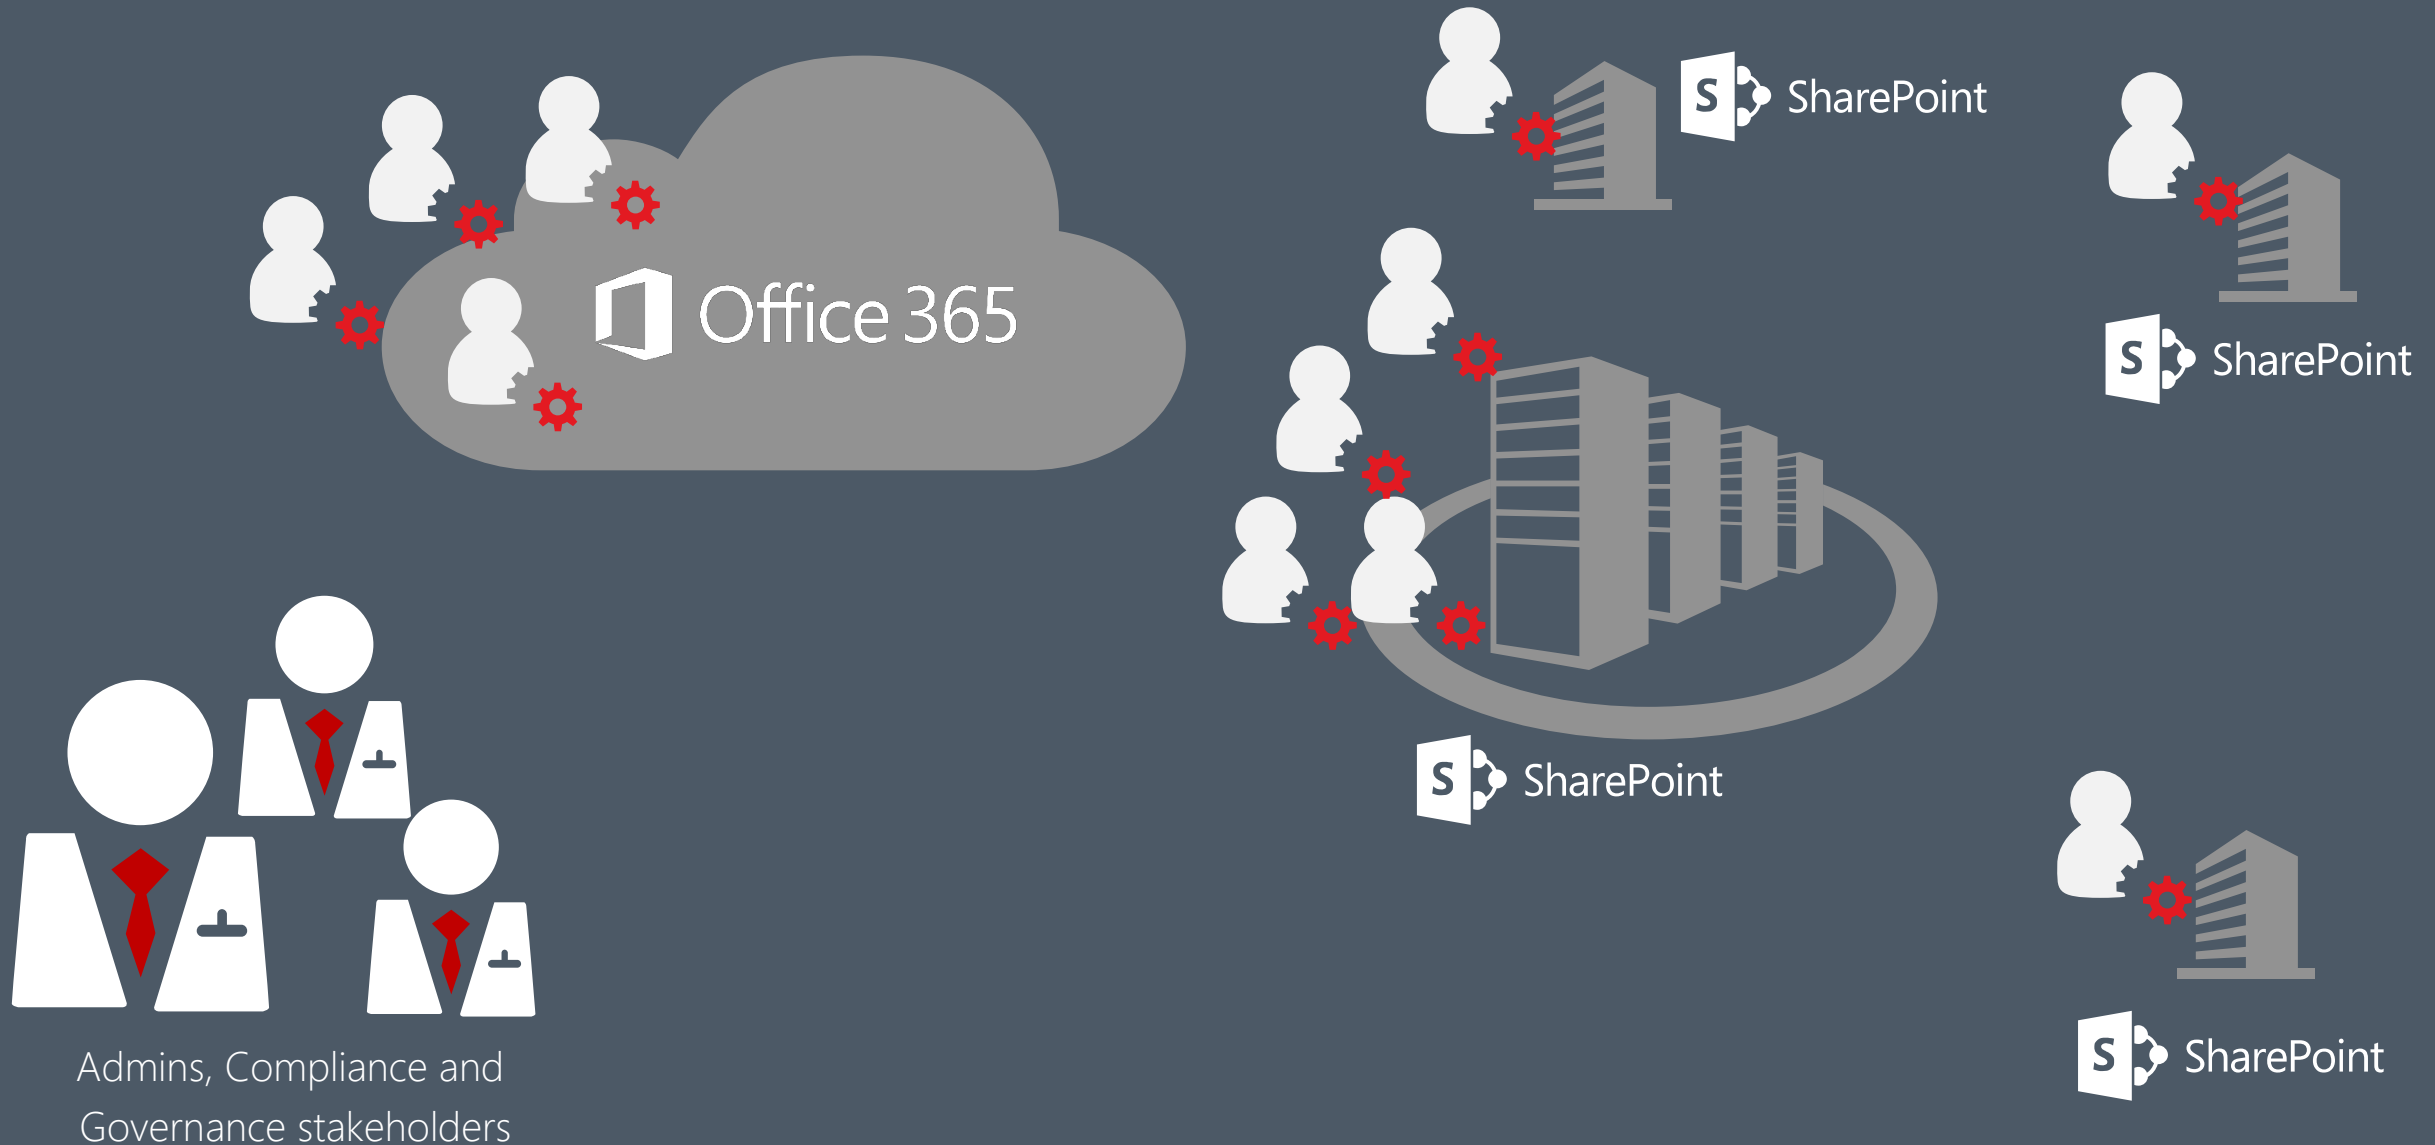 S SharePoint
Office 365
S SharePoint
S SharePoint
S SharePoint
Admins, Compliance and
Governance stakeholders